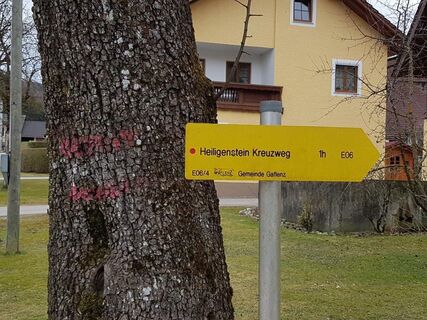 Heiligenstein Kreuzweg 1h E06
E06/4 Gemeinde Gaflenz